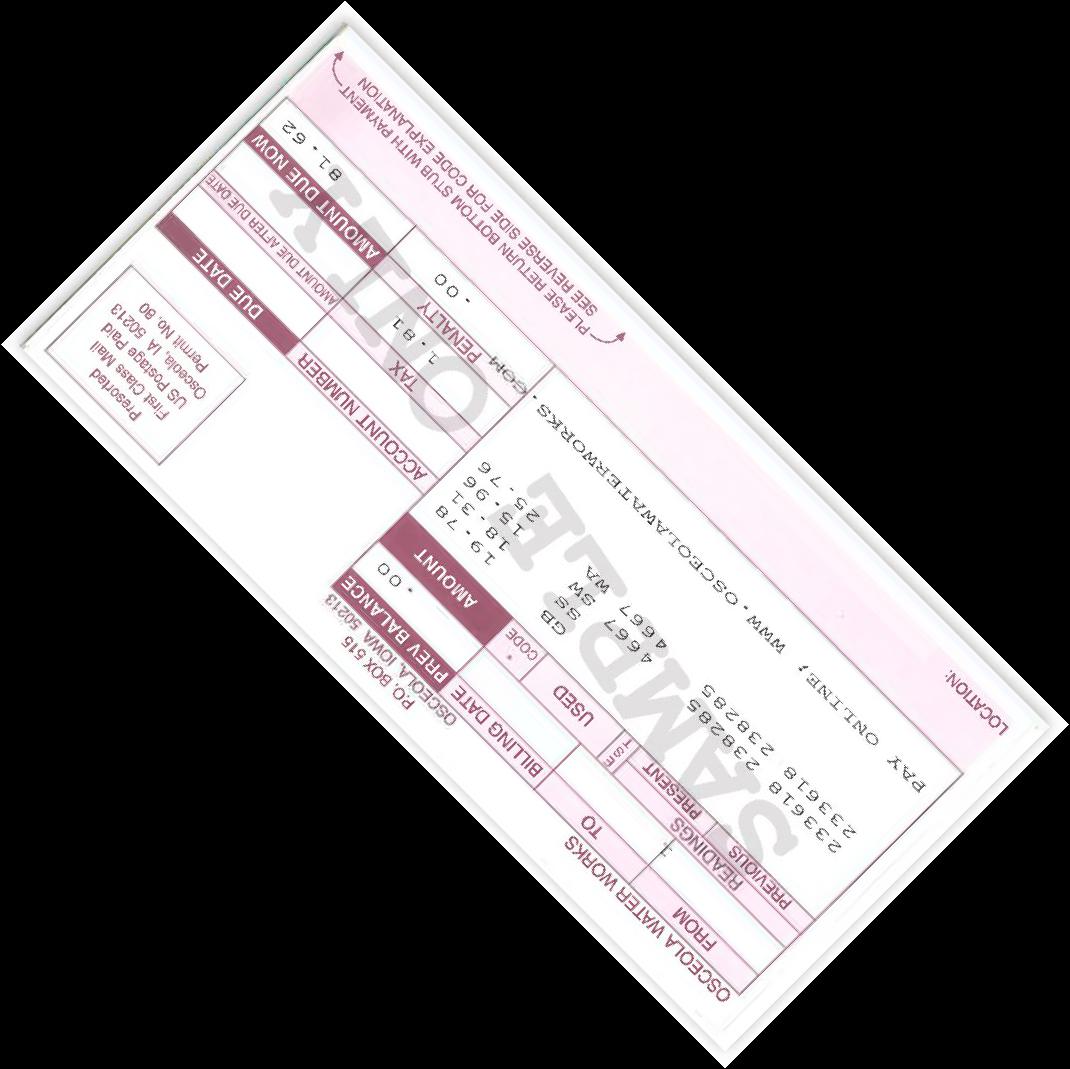 OSCEOLA WATER WORKS
P.O. BOX 515
OSCEOLA, IOWA 50213
Presorted
First Class Mail
US Postage Paid
Osceola, IA 50213
Permit No. 80
FROM TO BILLING DATE PREV BALANCE
.00
READINGS
PREVIOUS PRESENT EST USED CODE AMOUNT
GB 19.78
SS 18.31
233618 238285 4667 SW 15.96
233618 238285 4667 WA 25.76
PAY ONLINE, WWW.OSCEOLAWATERWORKS.COM
ACCOUNT NUMBER DUE DATE
TAX AMOUNT DUE AFTER DUE DATE
1.81
PENALTY AMOUNT DUE NOW
.00 81.62
LOCATION:
PLEASE RETURN BOTTOM STUB WITH PAYMENT
SEE REVERSE SIDE FOR CODE EXPLANATION
SAMPLE ONLY